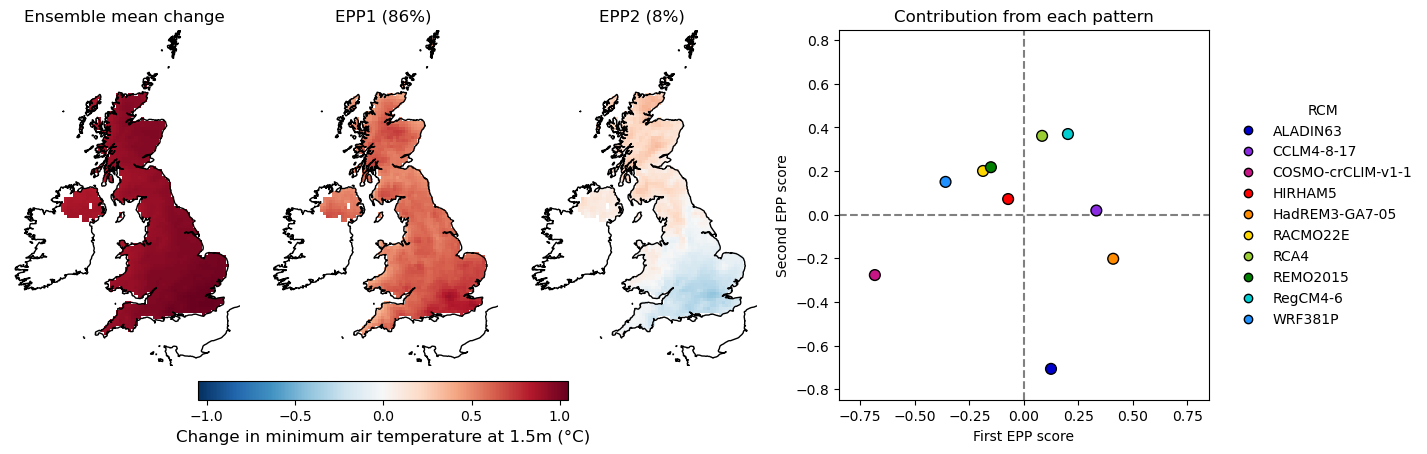 Ensemble mean change
EPP1 (86%)
EPP2 (8%)
−1.0
−0.5
0.0
0.5
1.0
Change in minimum air temperature at 1.5m (°C)
Contribution from each pattern
Second EPP score
0.8
0.6
0.4
0.2
0.0
−0.2
−0.4
−0.6
−0.8
−0.75
−0.50
−0.25
0.00
0.25
0.50
0.75
First EPP score
RCM
ALADIN63
CCLM4-8-17
COSMO-crCLIM-v1-1
HIRHAM5
HadREM3-GA7-05
RACMO22E
RCA4
REMO2015
RegCM4-6
WRF381P